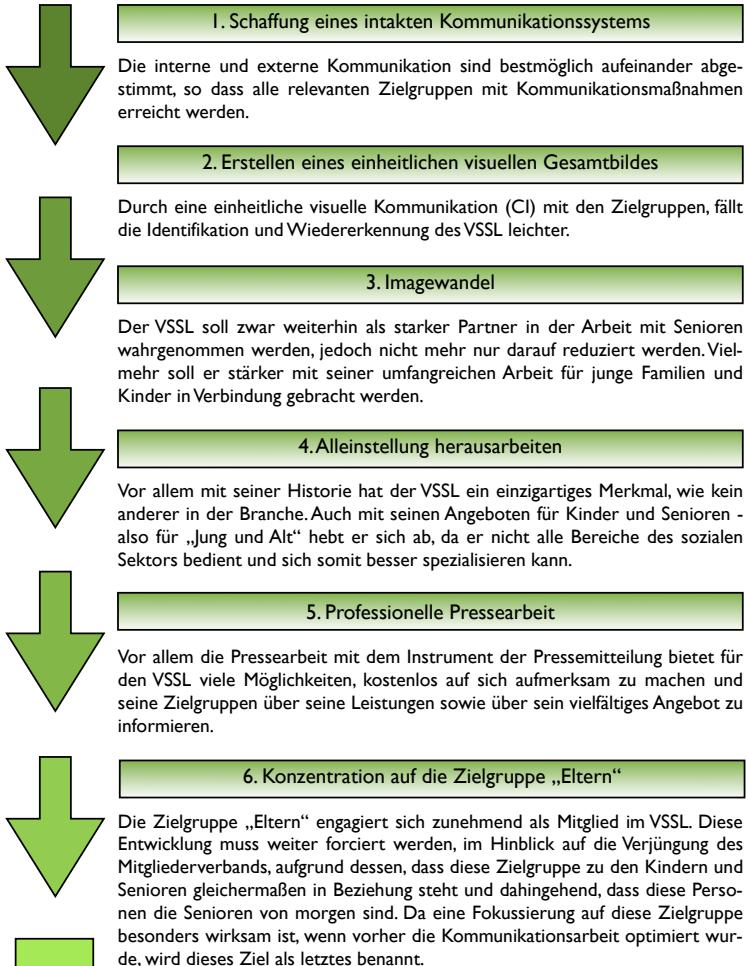 1. Schaffung eines intakten Kommunikationssystems
Die interne und externe Kommunikation sind bestmöglich aufeinander abge-
stimmt, so dass alle relevanten Zielgruppen mit Kommunikationsmaßnahmen
erreicht werden.
2. Erstellen eines einheitlichen visuellen Gesamtbildes
Durch eine einheitliche visuelle Kommunikation (CI) mit den Zielgruppen, fällt
die Identifikation und Wiedererkennung des VSSL leichter.
3. Imagewandel
Der VSSL soll zwar weiterhin als starker Partner in der Arbeit mit Senioren
wahrgenommen werden, jedoch nicht mehr nur darauf reduziert werden. Viel-
mehr soll er stärker mit seiner umfangreichen Arbeit für junge Familien und
Kinder in Verbindung gebracht werden.
4. Alleinstellung herausarbeiten
Vor allem mit seiner Historie hat der VSSL ein einzigartiges Merkmal, wie kein
anderer in der Branche. Auch mit seinen Angeboten für Kinder und Senioren -
also für „Jung und Alt“ hebt er sich ab, da er nicht alle Bereiche des sozialen
Sektors bedient und sich somit besser spezialisieren kann.
5. Professionelle Pressearbeit
Vor allem die Pressearbeit mit dem Instrument der Pressemitteilung bietet für
den VSSL viele Möglichkeiten, kostenlos auf sich aufmerksam zu machen und
seine Zielgruppen über seine Leistungen sowie über sein vielfältiges Angebot zu
informieren.
6. Konzentration auf die Zielgruppe „Eltern“
Die Zielgruppe „Eltern“ engagiert sich zunehmend als Mitglied im VSSL. Diese
Entwicklung muss weiter forciert werden, im Hinblick auf die Verjüngung des
Mitgliederverbands, aufgrund dessen, dass diese Zielgruppe zu den Kindern und
Senioren gleichermaßen in Beziehung steht und dahingehend, dass diese Perso-
nen die Senioren von morgen sind. Da eine Fokussierung auf diese Zielgruppe
besonders wirksam ist, wenn vorher die Kommunikationsarbeit optimiert wur-
de, wird dieses Ziel als letztes benannt.